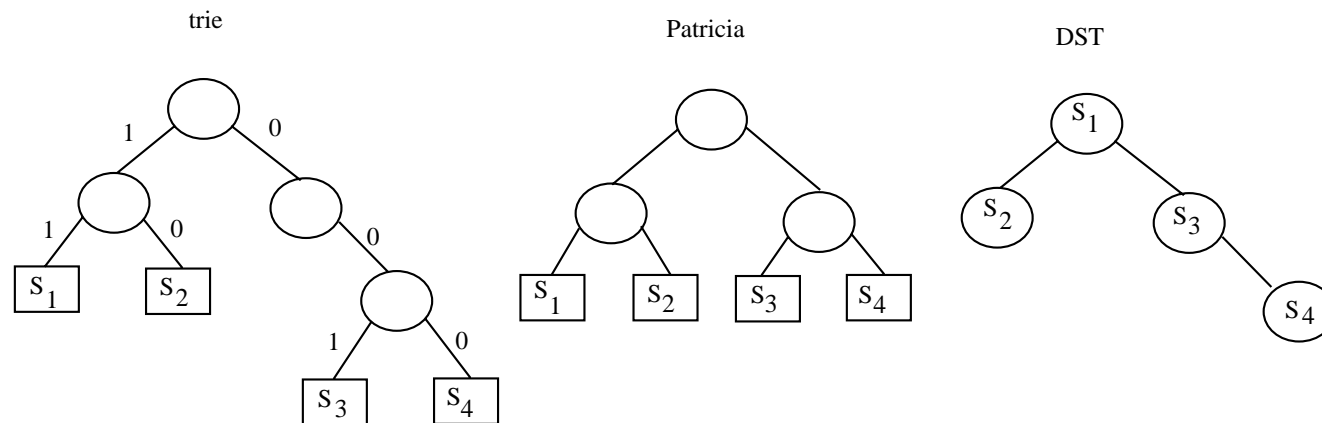 trie
Patricia
DST
1 0
1 0 0
S1 S2
1 0
S3 S4
S1 S2 S3 S4
S1
S2 S3
S4